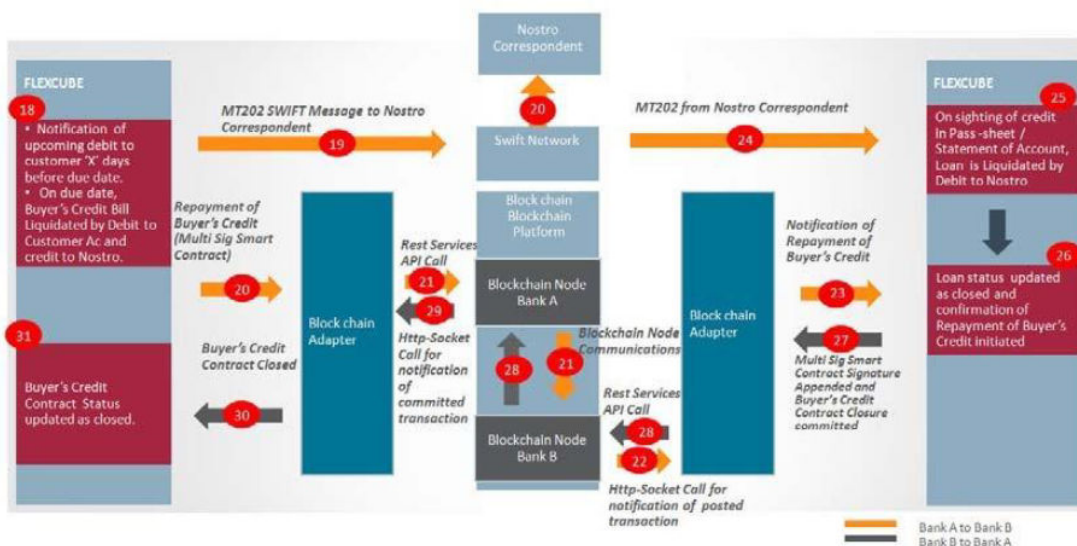 Nostro
Correspondent
FLEXCUBE
18
• Notification of
upcoming debit to
customer 'X' days
before due date.
• On due date,
Buyer's Credit Bill
Liquidated by Debit to
Customer Ac and
credit to Nostro.
31
Buyer's Credit
Contract Status
updated as closed.
MT202 SWIFT Message to Nostro
Correspondent
19
20
Swift Network
MT202 from Nostro Correspondent
24
Repayment of
Buyer's Credit
(Multi Sig Smart
Contract)
20
Buyer's Credit
Contract Closed
30
Block chain
Adapter
Rest Services
API Call
21
29
Http-Socket
Call for
notification
of
committed
transaction
Block chain
Blockchain
Platform
Blockchain Node
Bank A
28
21
Blockchain Node
Communications
Blockchain Node
Bank B
Rest Services
API Call
28
22
Http-Socket Call for
notification of posted
transaction
Block chain
Adapter
Notification of
Repayment of
Buyer's Credit
23
27
Multi Sig Smart
Contract Signature
Appended and
Buyer's Credit
Contract Closure
committed
FLEXCUBE
25
On sighting of credit
in Pass -sheet /
Statement of Account,
Loan is Liquidated by
Debit to Nostro
26
Loan status updated
as closed and
confirmation of
Repayment of Buyer's
Credit initiated
Bank A to Bank B
Bank B to Bank A